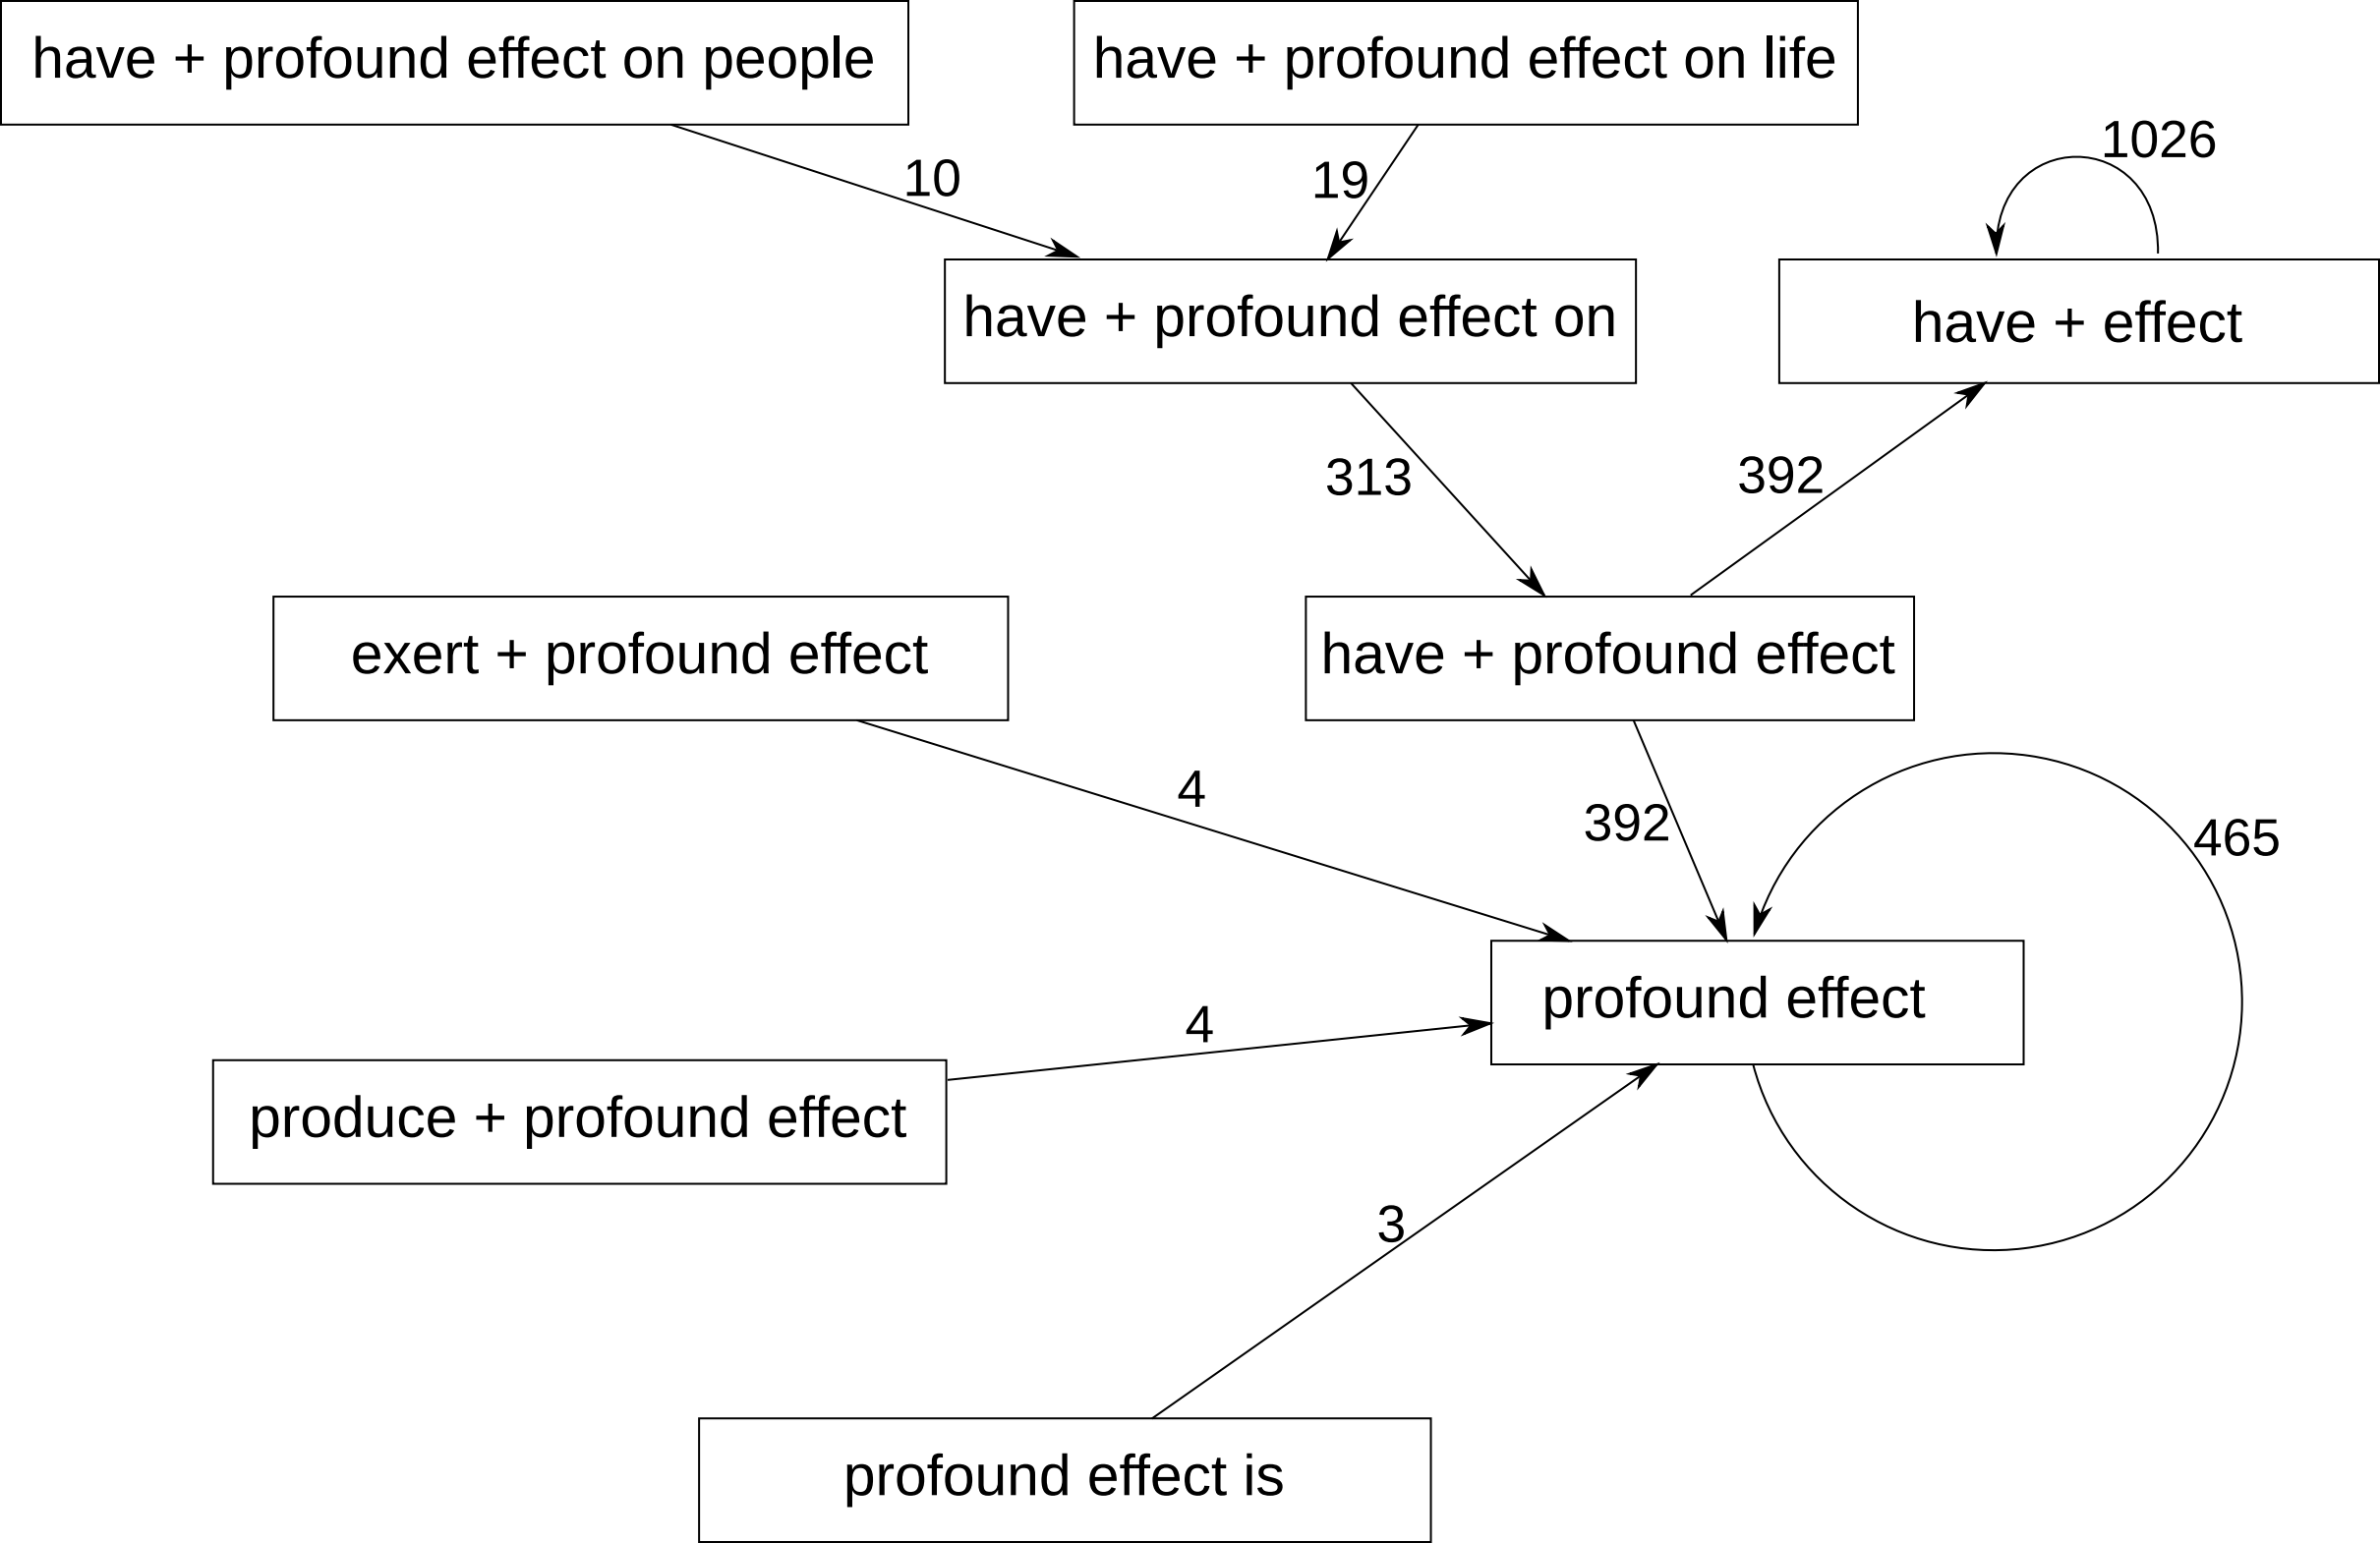 have + profound effect on people
have + profound effect on life
1026
10
19
have + profound effect on
have + effect
313
392
exert + profound effect
have + profound effect
4
392
465
profound effect
4
produce + profound effect
3
profound effect is